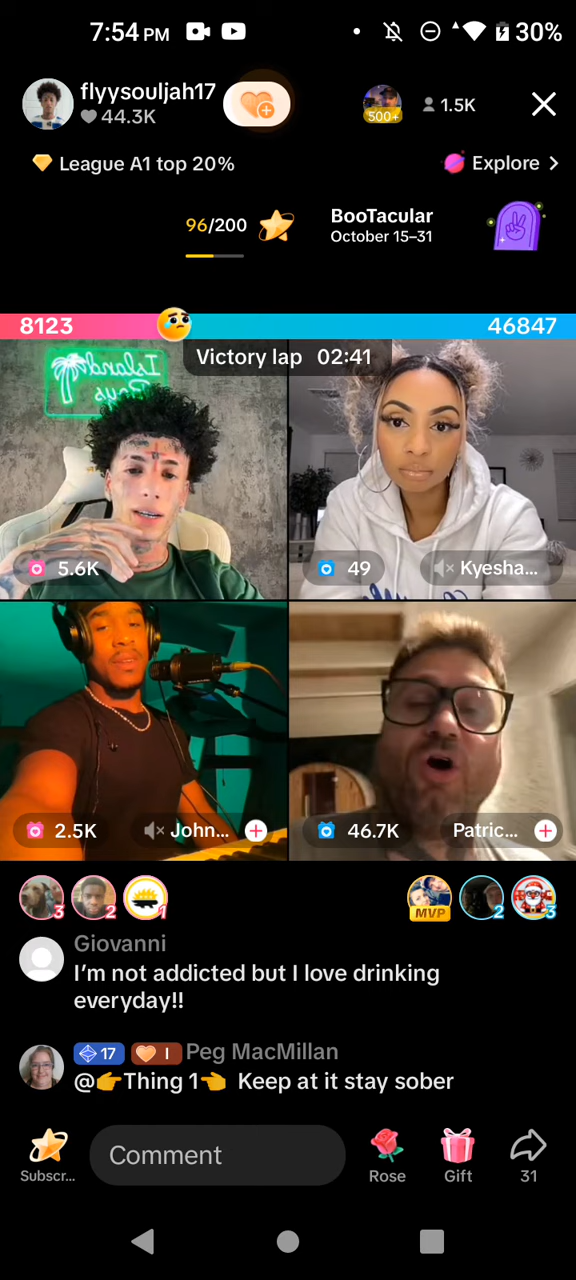 7:54 PM
30%
flyysouljah17
44.3K
500+
1.5K
League A1 top 20%
Explore
96/200
BooTacular
October 15–31
8123
46847
Victory lap 02:41
Island
Boys
5.6K
49
Kyesha...
2.5K
John...
46.7K
Patric...
3
2
1
MVP
2
3
Giovanni
I'm not addicted but I love drinking
everyday!!
17
I
Peg MacMillan
@👉Thing 1👈 Keep at it stay sober
Subscr...
Comment
Rose
Gift
31